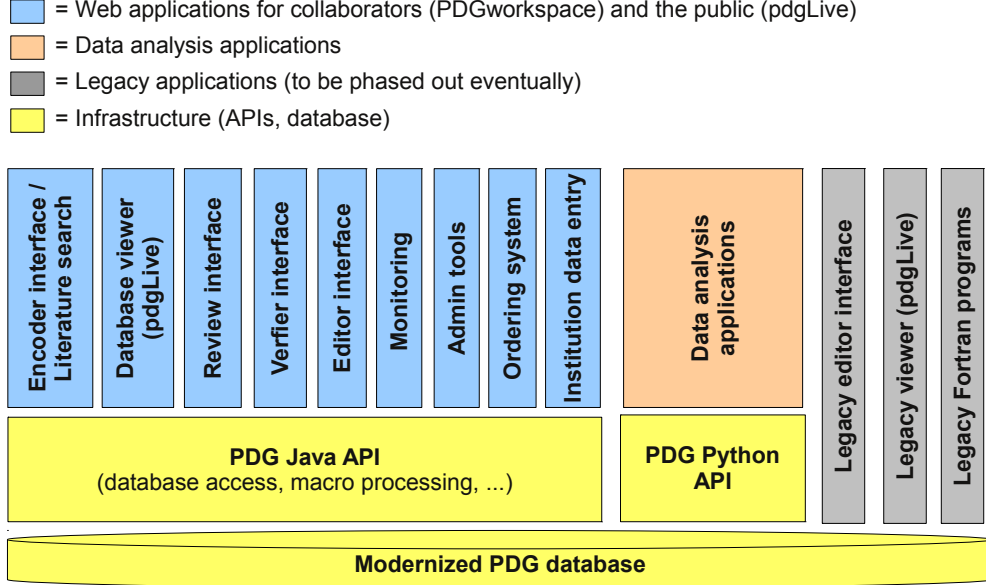 = Web applications for collaborators (PDGworkspace) and the public (pdgLive)
= Data analysis applications
= Legacy applications (to be phased out eventually)
= Infrastructure (APIs, database)
Encoder interface /
Literature search
Database viewer
(pdgLive)
Review interface
Verfier interface
Editor interface
Monitoring
Admin tools
Ordering system
Institution data entry
Data analysis
applications
Legacy editor interface
Legacy viewer (pdgLive)
Legacy Fortran programs
PDG Java API
(database access, macro processing, ...)
PDG Python
API
Modernized PDG database